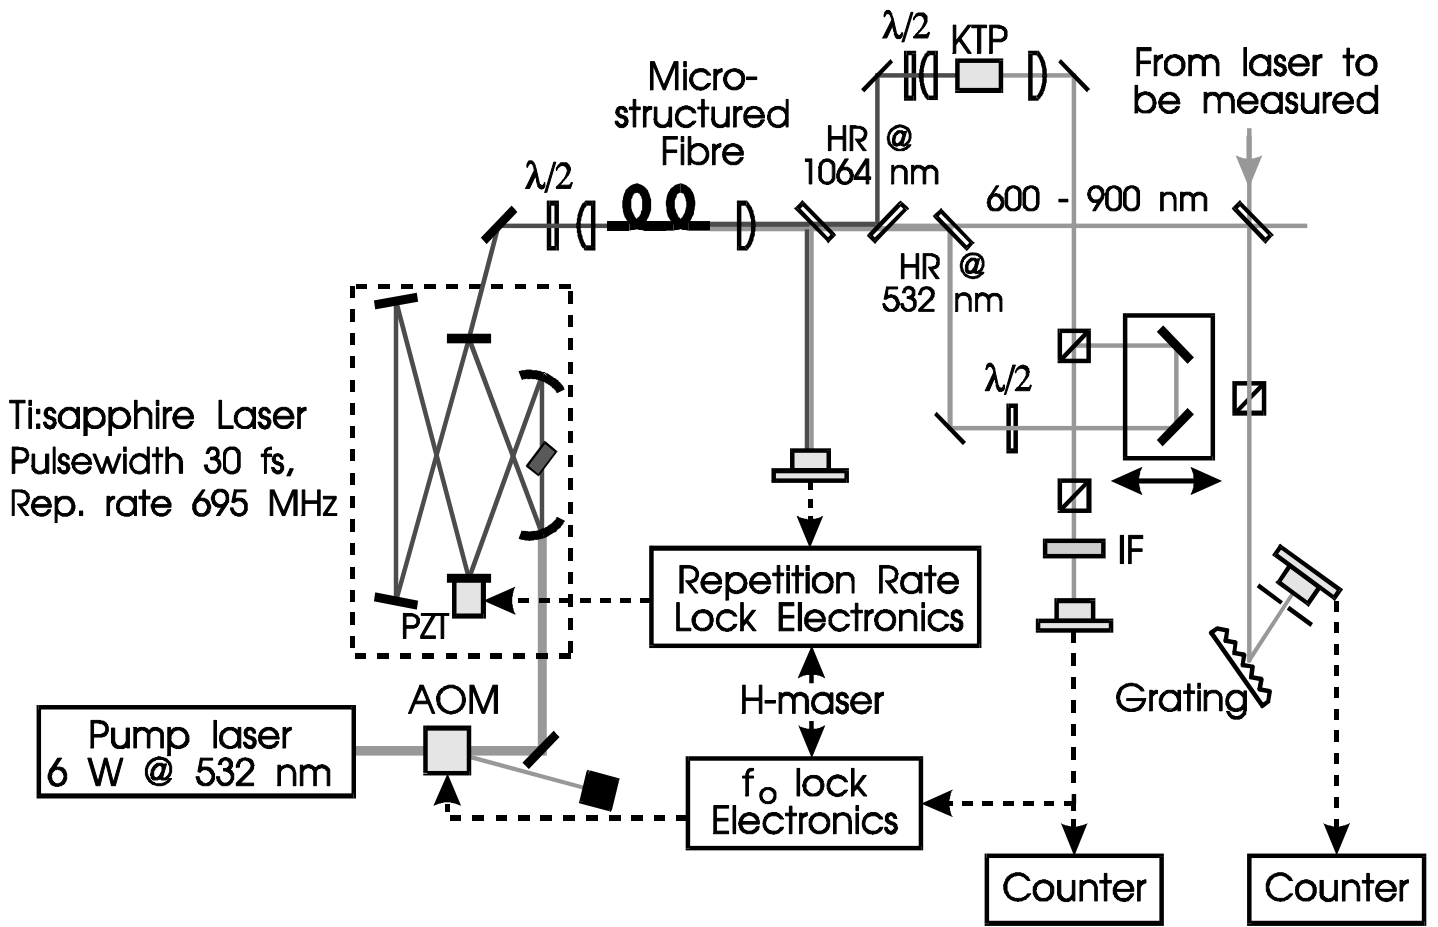 λ/2
KTP
From laser to
be measured
Micro-
structured
Fibre
HR @
1064 nm
λ/2
600 - 900 nm
HR @
532 nm
λ/2
Ti:sapphire Laser
Pulsewidth 30 fs,
Rep. rate 695 MHz
IF
Repetition Rate
Lock Electronics
PZT
Grating
AOM
H-maser
Pump laser
6 W @ 532 nm
fo lock
Electronics
Counter
Counter